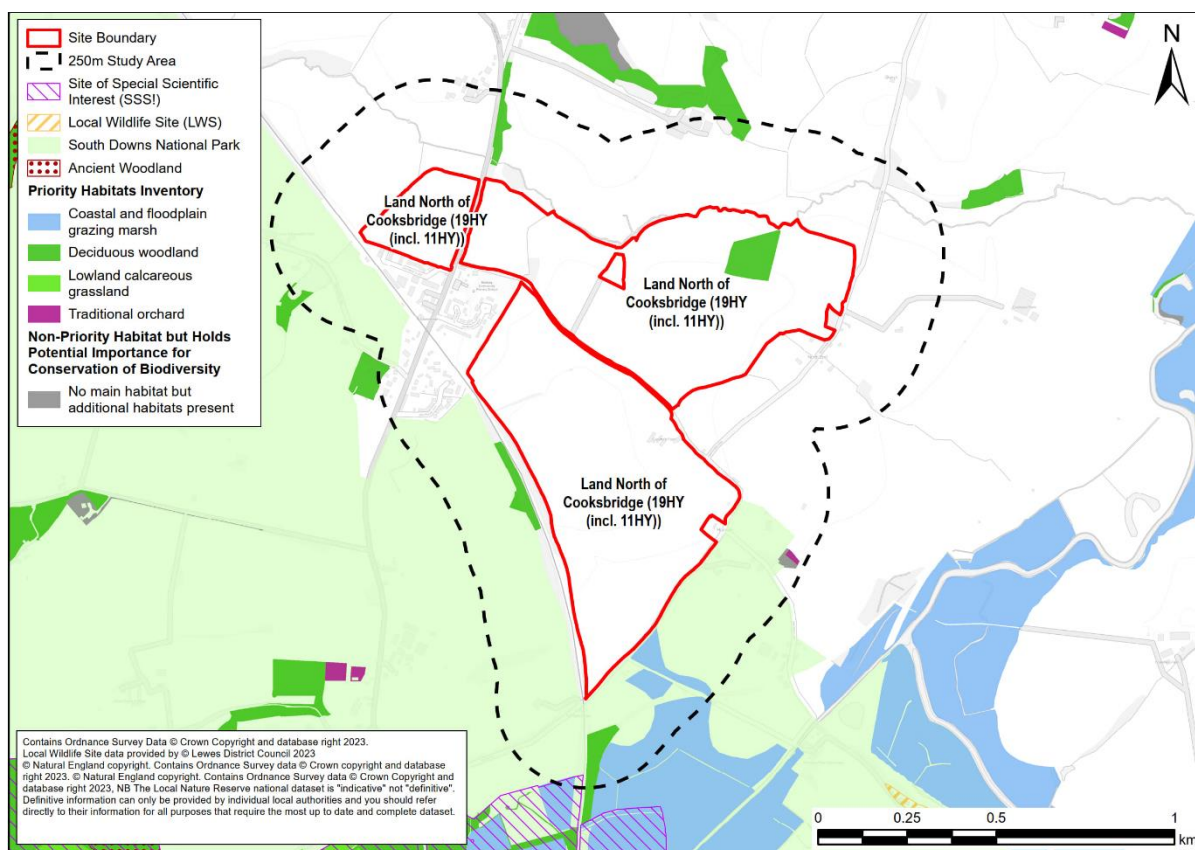 Site Boundary
250m Study Area
Site of Special Scientific
Interest (SSS!)
Local Wildlife Site (LWS)
South Downs National Park
Ancient Woodland
Priority Habitats Inventory
Coastal and floodplain
grazing marsh
Deciduous woodland
Lowland calcareous
grassland
Traditional orchard
Non-Priority Habitat but Holds
Potential Importance for
Conservation of Biodiversity
No main habitat but
additional habitats present
N
Land North of
Cooksbridge (19HY
(incl. 11HY))
Land North of
Cooksbridge (19HY
(incl. 11HY))
Land North of
Cooksbridge (19HY
(incl. 11HY))
Contains Ordnance Survey Data © Crown Copyright and database right 2023.
Local Wildlife Site data provided by © Lewes District Council 2023
© Natural England copyright. Contains Ordnance Survey data © Crown copyright and database
right 2023. © Natural England copyright. Contains Ordnance Survey data © Crown Copyright and
database right 2023, NB The Local Nature Reserve national dataset is "indicative" not "definitive".
Definitive information can only be provided by individual local authorities and you should refer
directly to their information for all purposes that require the most up to date and complete dataset.
0 0.25 0.5 1
km